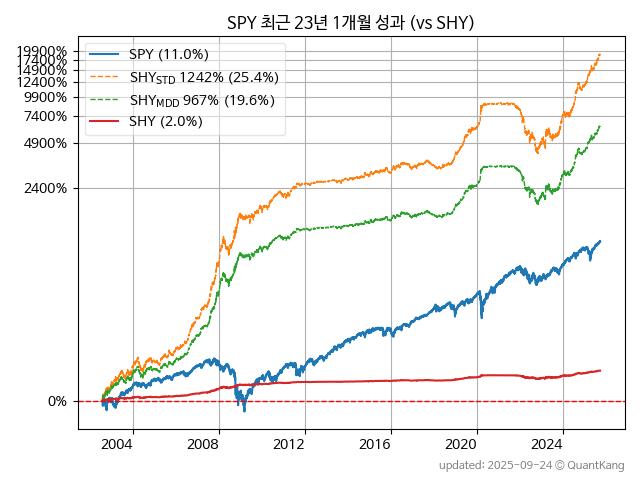 SPY 최근 23년 1개월 성과 (vs SHY)
19900%
17400%
14900%
12400%
9900%
7400%
4900%
2400%
0%
SPY (11.0%)
SHY_STD 1242% (25.4%)
SHY_MDD 967% (19.6%)
SHY (2.0%)
2004 2008 2012 2016 2020 2024
updated: 2025-09-24 © QuantKang